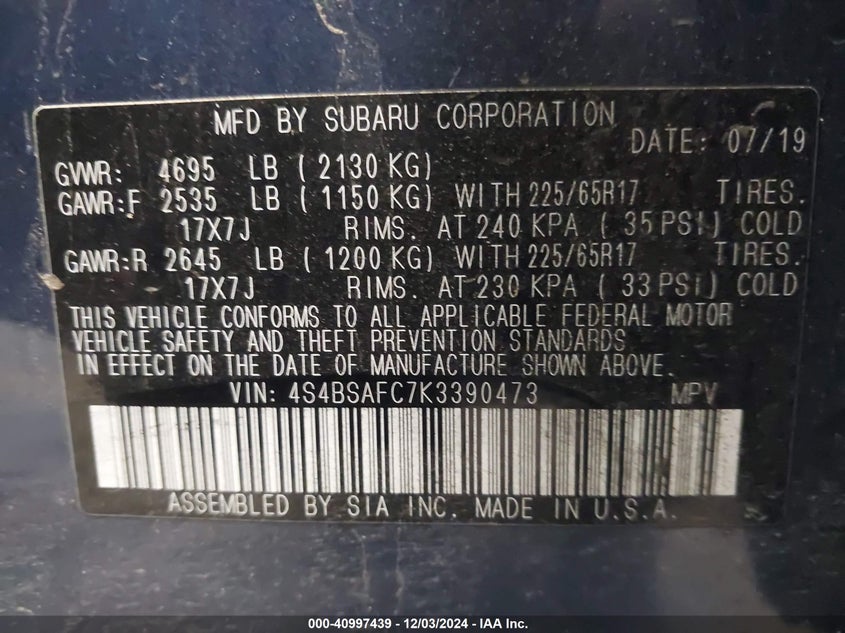 MFD BY SUBARU CORPORATION
DATE: 07/19
GVWR: 4695 LB ( 2130 KG)
GAWR:F 2535 LB ( 1150 KG) WITH 225/65R17 TIRES.
17X7J RIMS. AT 240 KPA ( 35 PSI) COLD
GAWR:R 2645 LB ( 1200 KG) WITH 225/65R17 TIRES.
17X7J RIMS. AT 230 KPA ( 33 PSI) COLD
THIS VEHICLE CONFORMS TO ALL APPLICABLE FEDERAL MOTOR
VEHICLE SAFETY AND THEFT PREVENTION STANDARDS
IN EFFECT ON THE DATE OF MANUFACTURE SHOWN ABOVE.
VIN: 4S4BSAFC7K3390473 MPV
ASSEMBLED BY SIA INC. MADE IN U.S.A.
000-40997439 - 12/03/2024 - IAA Inc.